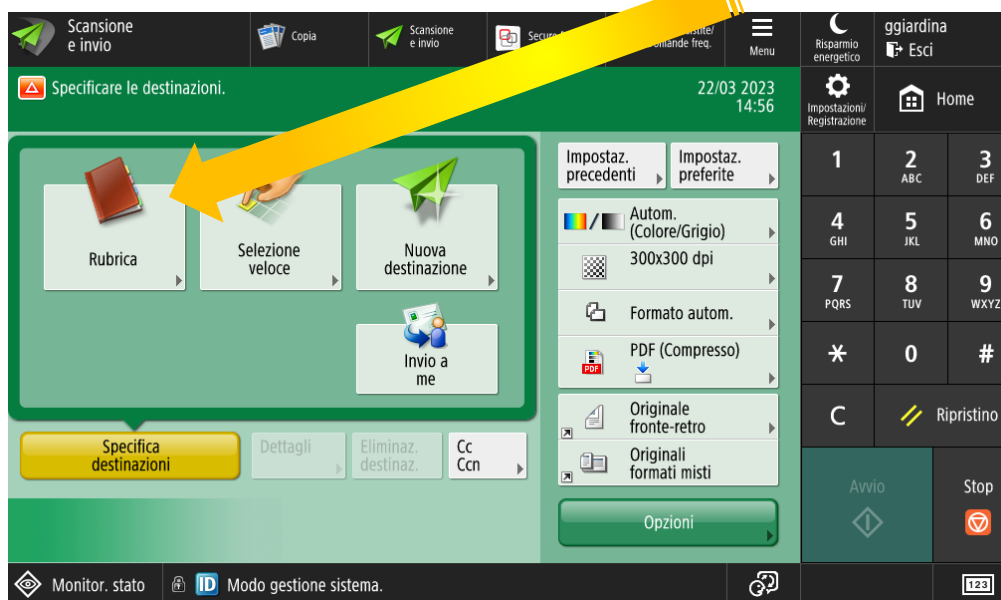 Scansione
e invio
Copia
Scansione
e invio
Menu
Risparmio
energetico
ggiardina
Esci
Specificare le destinazioni.
22/03 2023
14:56
Impostazioni/
Registrazione
Home
Rubrica
Selezione
veloce
Nuova
destinazione
Invio a
me
Impostaz.
precedenti
Impostaz.
preferite
Autom.
(Colore/Grigio)
300x300 dpi
Formato autom.
PDF
PDF (Compresso)
Originale
fronte-retro
Originali
formati misti
Opzioni
Specifica
destinazioni
Dettagli
Eliminaz.
destinaz.
Cc
Ccn
1
2
ABC
3
DEF
4
GHI
5
JKL
6
MNO
7
PQRS
8
TUV
9
WXYZ
*
0
#
C
Ripristino
Avvio
Stop
Monitor. stato
ID
Modo gestione sistema.
123